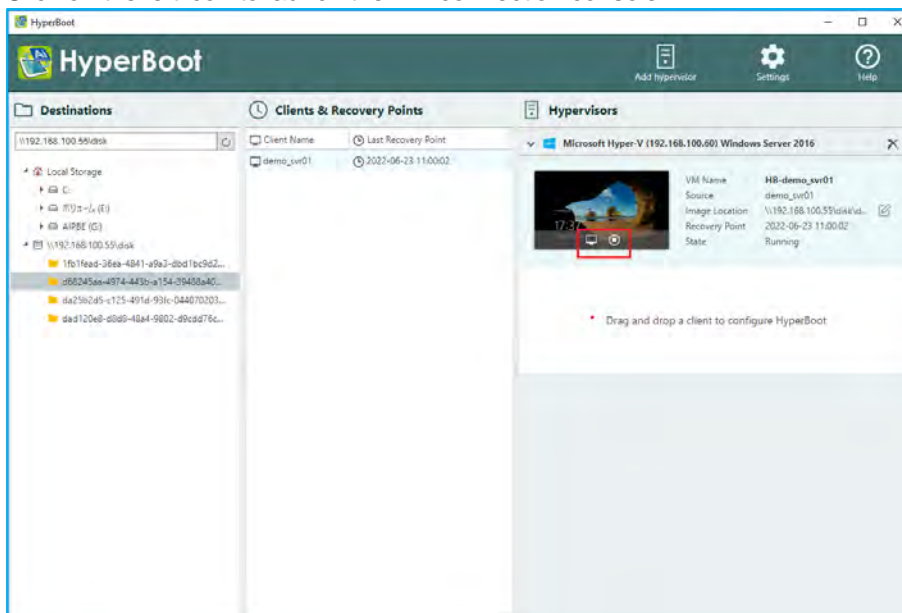 HyperBoot
HyperBoot
Add hypervisor
Settings
Help
Destinations
Clients & Recovery Points
Hypervisors
\\192.168.100.55\disk
Client Name
Last Recovery Point
demo_svr01
2022-06-23 11:00:02
Local Storage
C:
ボリューム (E:)
AIPBE (G:)
\\192.168.100.55\disk
1fb1fead-36ea-4841-a9a3-dbd1bc9d2...
d68245aa-4974-443b-a154-39488a40...
da25b2d5-c125-491d-93fc-044070203...
dad120e8-d8d8-48a4-9802-d9cdd76c...
Microsoft Hyper-V (192.168.100.60) Windows Server 2016
17:37
VM Name
HB-demo_svr01
Source
demo_svr01
Image Location
\\192.168.100.55\disk\d...
Recovery Point
2022-06-23 11:00:02
State
Running
Drag and drop a client to configure HyperBoot